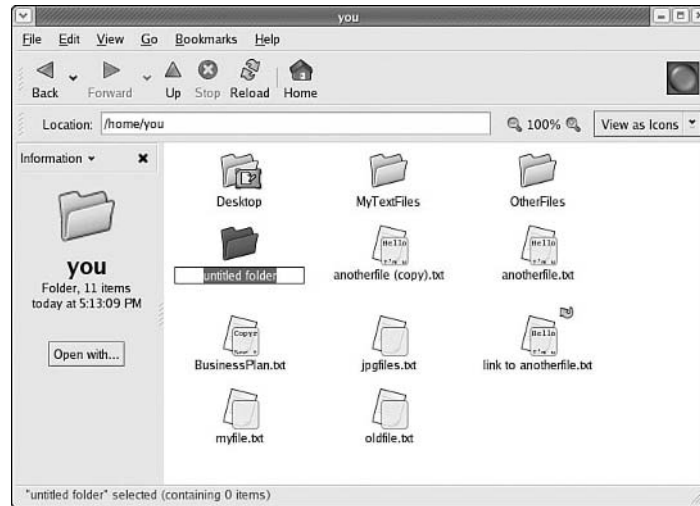 you
File Edit View Go Bookmarks Help
Back Forward Up Stop Reload Home
Location: /home/you 100% View as Icons
Information
Desktop MyTextFiles OtherFiles
you
Folder, 11 items
today at 5:13:09 PM
Open with...
untitled folder anotherfile (copy).txt anotherfile.txt
BusinessPlan.txt jpgfiles.txt link to anotherfile.txt
myfile.txt oldfile.txt
"untitled folder" selected (containing 0 items)